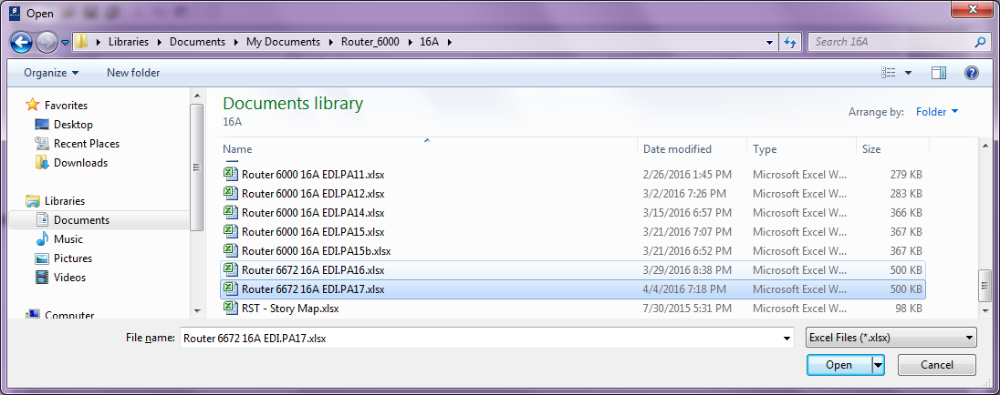 Open
Libraries Documents My Documents Router_6000 16A
Search 16A
Organize New folder
Favorites
Desktop
Recent Places
Downloads
Libraries
Documents
Music
Pictures
Videos
Computer
Documents library
16A
Arrange by: Folder
Name Date modified Type Size
Router 6000 16A EDI.PA11.xlsx 2/26/2016 1:45 PM Microsoft Excel W... 279 KB
Router 6000 16A EDI.PA12.xlsx 3/2/2016 7:26 PM Microsoft Excel W... 283 KB
Router 6000 16A EDI.PA14.xlsx 3/15/2016 6:57 PM Microsoft Excel W... 366 KB
Router 6000 16A EDI.PA15.xlsx 3/21/2016 7:07 PM Microsoft Excel W... 367 KB
Router 6000 16A EDI.PA15b.xlsx 3/21/2016 6:52 PM Microsoft Excel W... 367 KB
Router 6672 16A EDI.PA16.xlsx 3/29/2016 8:38 PM Microsoft Excel W... 500 KB
Router 6672 16A EDI.PA17.xlsx 4/4/2016 7:18 PM Microsoft Excel W... 500 KB
RST - Story Map.xlsx 7/30/2015 5:31 PM Microsoft Excel W... 98 KB
File name: Router 6672 16A EDI.PA17.xlsx
Excel Files (*.xlsx)
Open Cancel